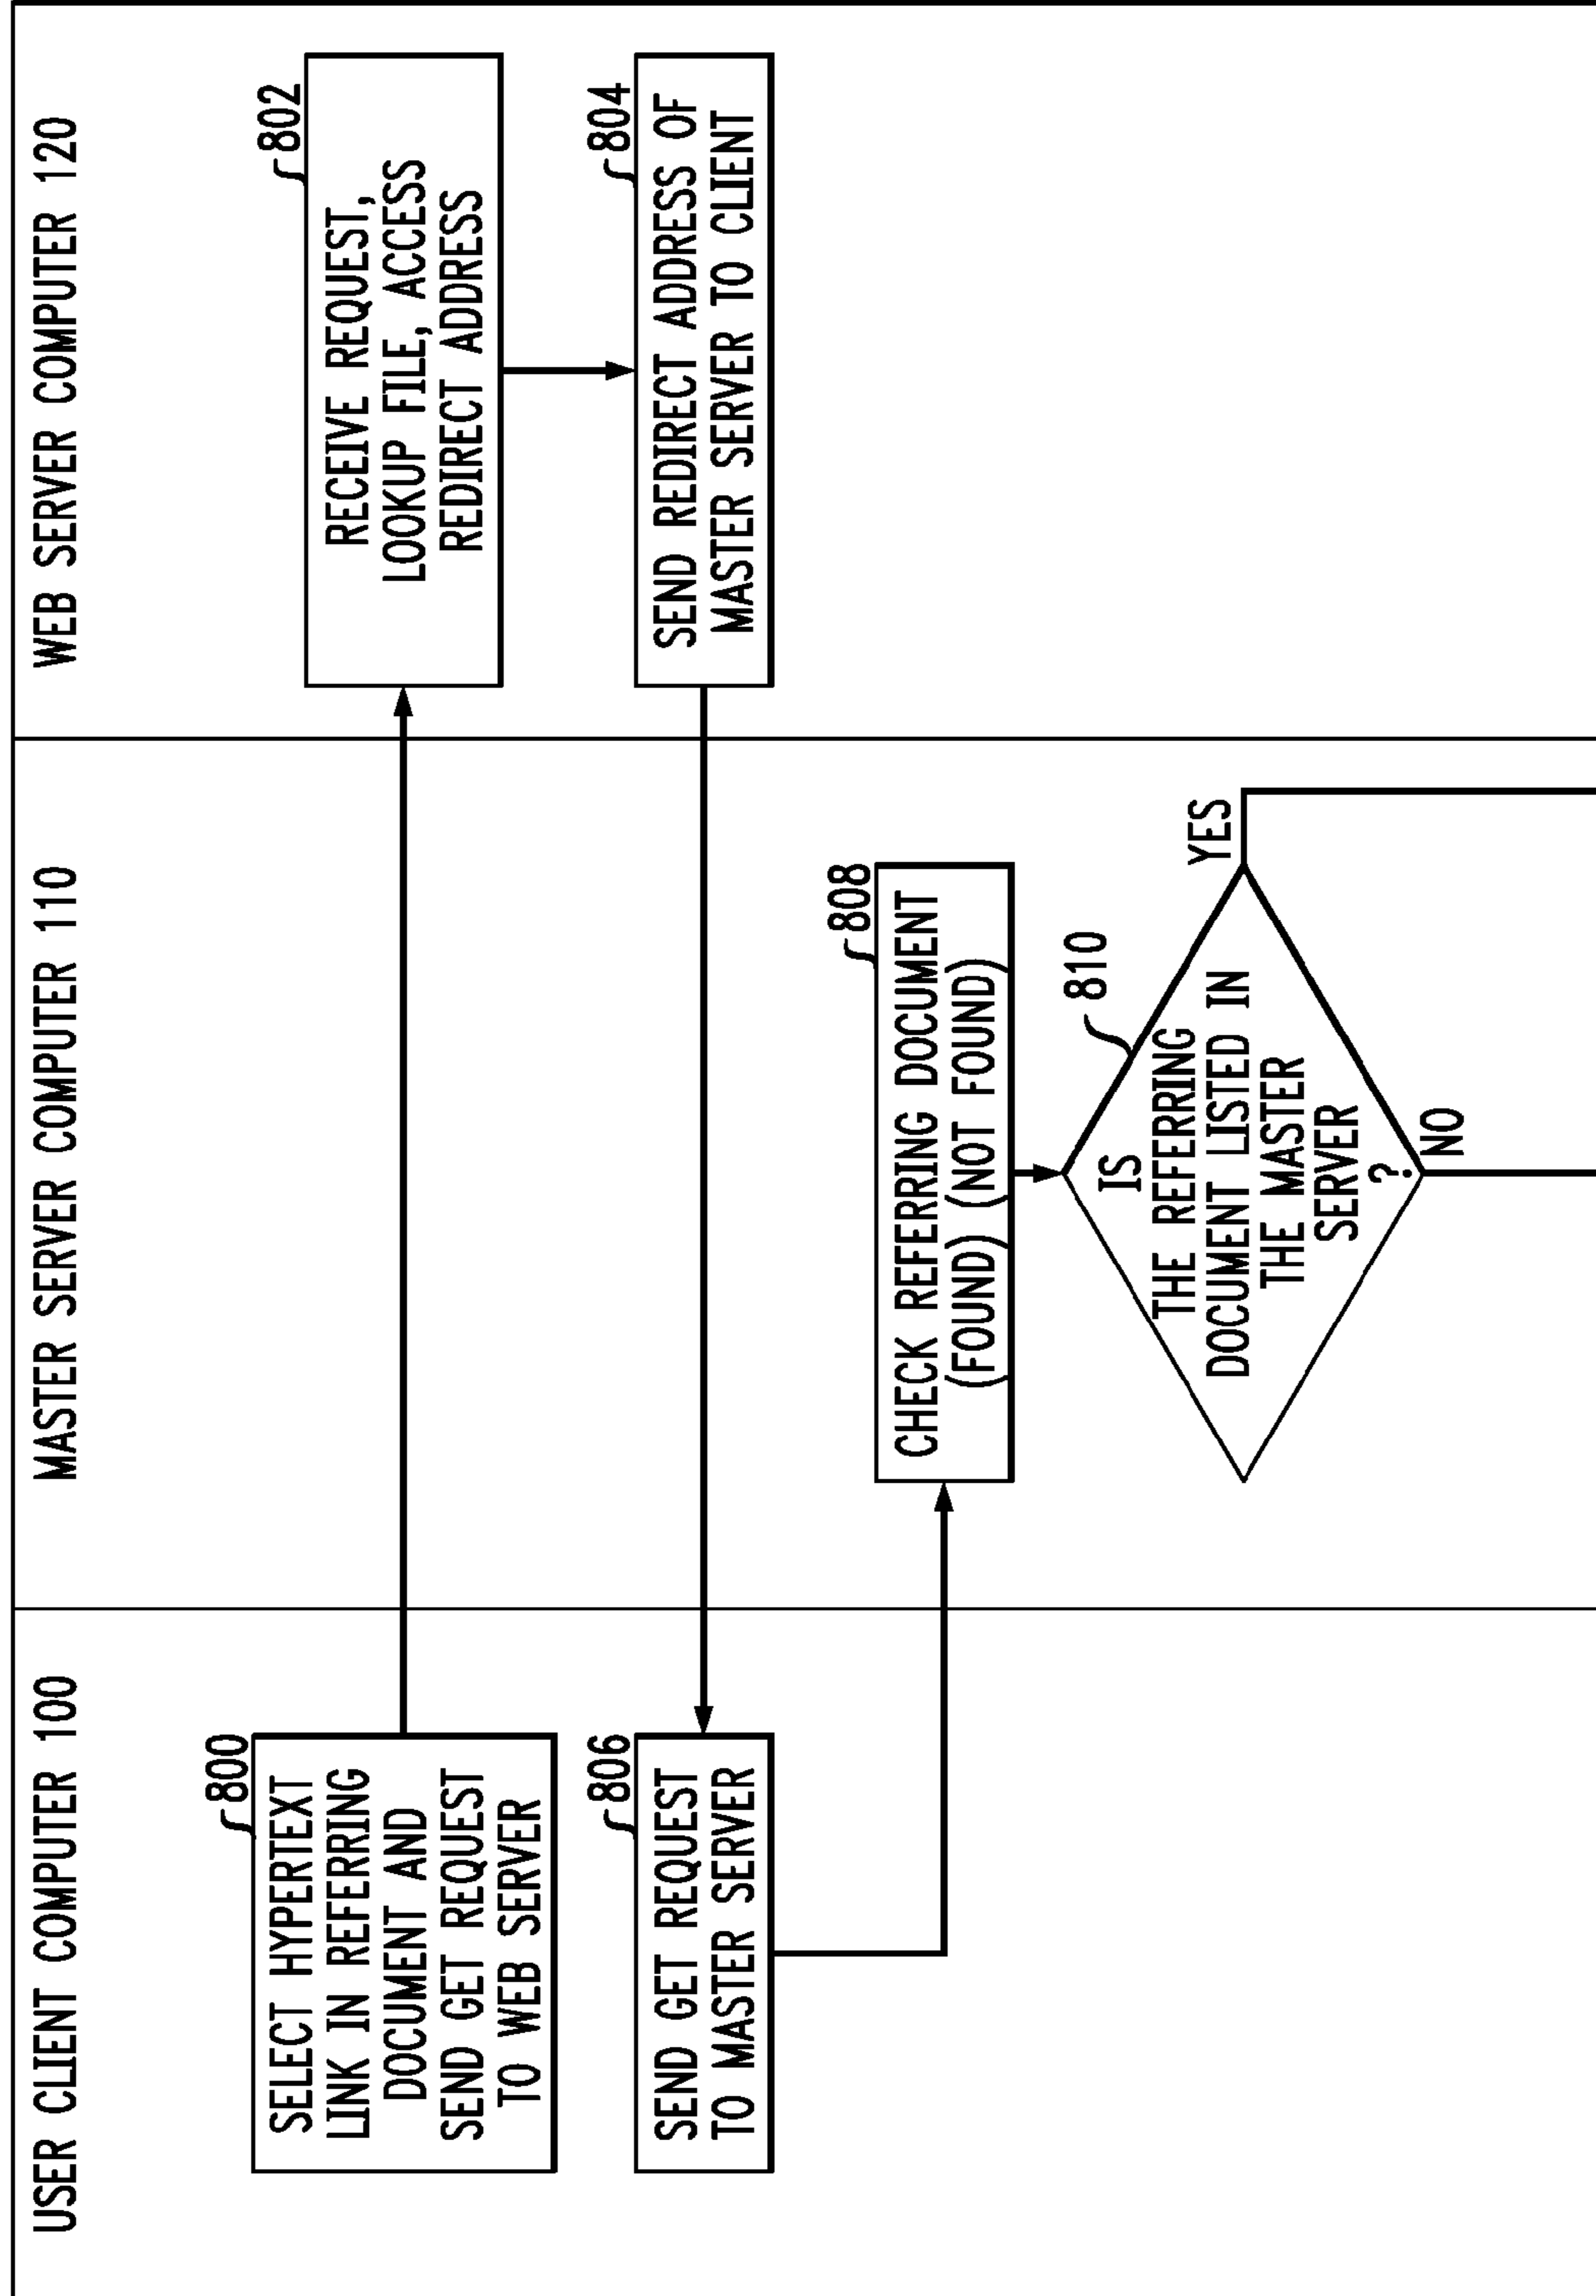 USER CLIENT COMPUTER 100
MASTER SERVER COMPUTER 110
WEB SERVER COMPUTER 120
800
SELECT HYPERTEXT
LINK IN REFERRING
DOCUMENT AND
SEND GET REQUEST
TO WEB SERVER
802
RECEIVE REQUEST,
LOOKUP FILE, ACCESS
REDIRECT ADDRESS
804
SEND REDIRECT ADDRESS OF
MASTER SERVER TO CLIENT
806
SEND GET REQUEST
TO MASTER SERVER
808
CHECK REFERRING DOCUMENT
(FOUND) (NOT FOUND)
810
IS
THE REFERRING
DOCUMENT LISTED IN
THE MASTER
SERVER
?
YES
NO